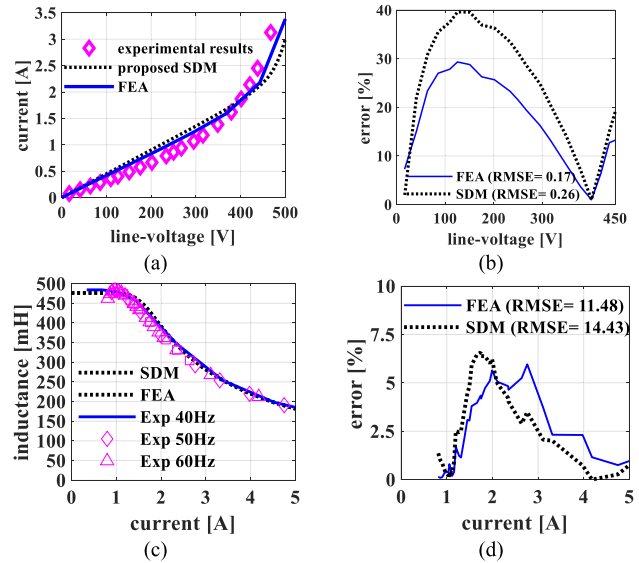 3.5
3
2.5
2
1.5
1
0.5
0
current [A]
experimental results
proposed SDM
FEA
0 100 200 300 400 500
line-voltage [V]
(a)
40
30
20
10
0
error [%]
FEA (RMSE= 0.17)
SDM (RMSE= 0.26)
0 100 200 300 450
line-voltage [V]
(b)
500
450
400
350
300
250
200
150
100
50
0
inductance [mH]
SDM
FEA
Exp 40Hz
Exp 50Hz
Exp 60Hz
0 1 2 3 4 5
current [A]
(c)
10
7.5
5
2.5
0
error [%]
FEA (RMSE= 11.48)
SDM (RMSE= 14.43)
0 1 2 3 4 5
current [A]
(d)